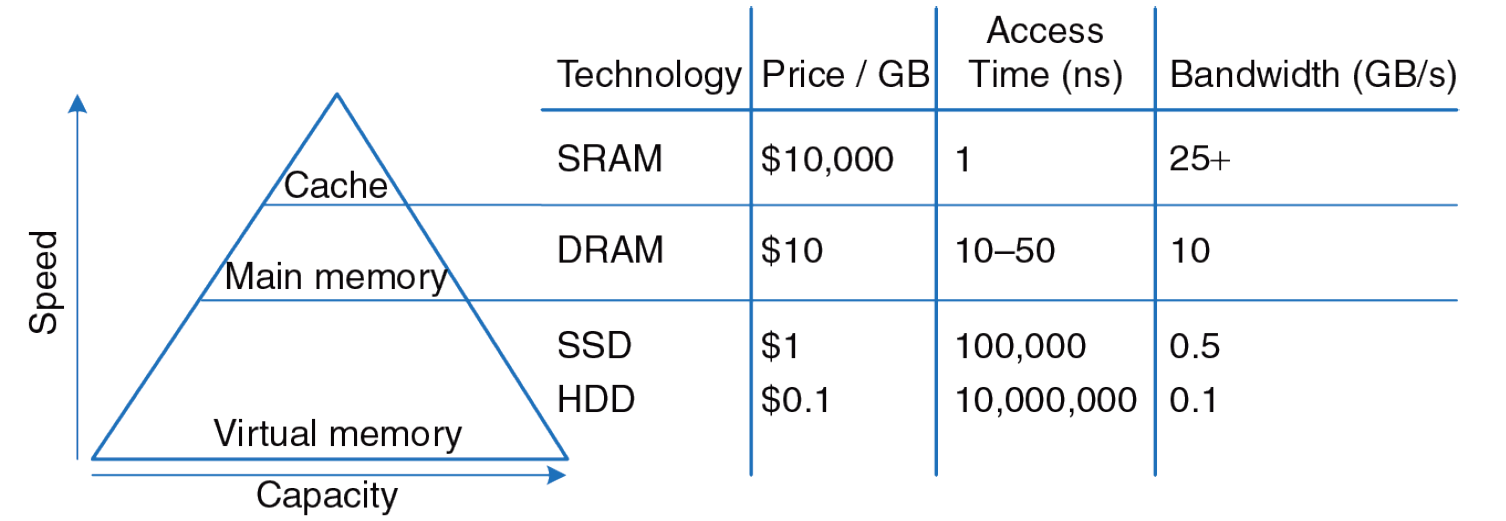 Access
Technology Price / GB Time (ns) Bandwidth (GB/s)
SRAM $10,000 1 25+
Cache
DRAM $10 10–50 10
Main memory
SSD $1 100,000 0.5
HDD $0.1 10,000,000 0.1
Virtual memory
Speed
Capacity